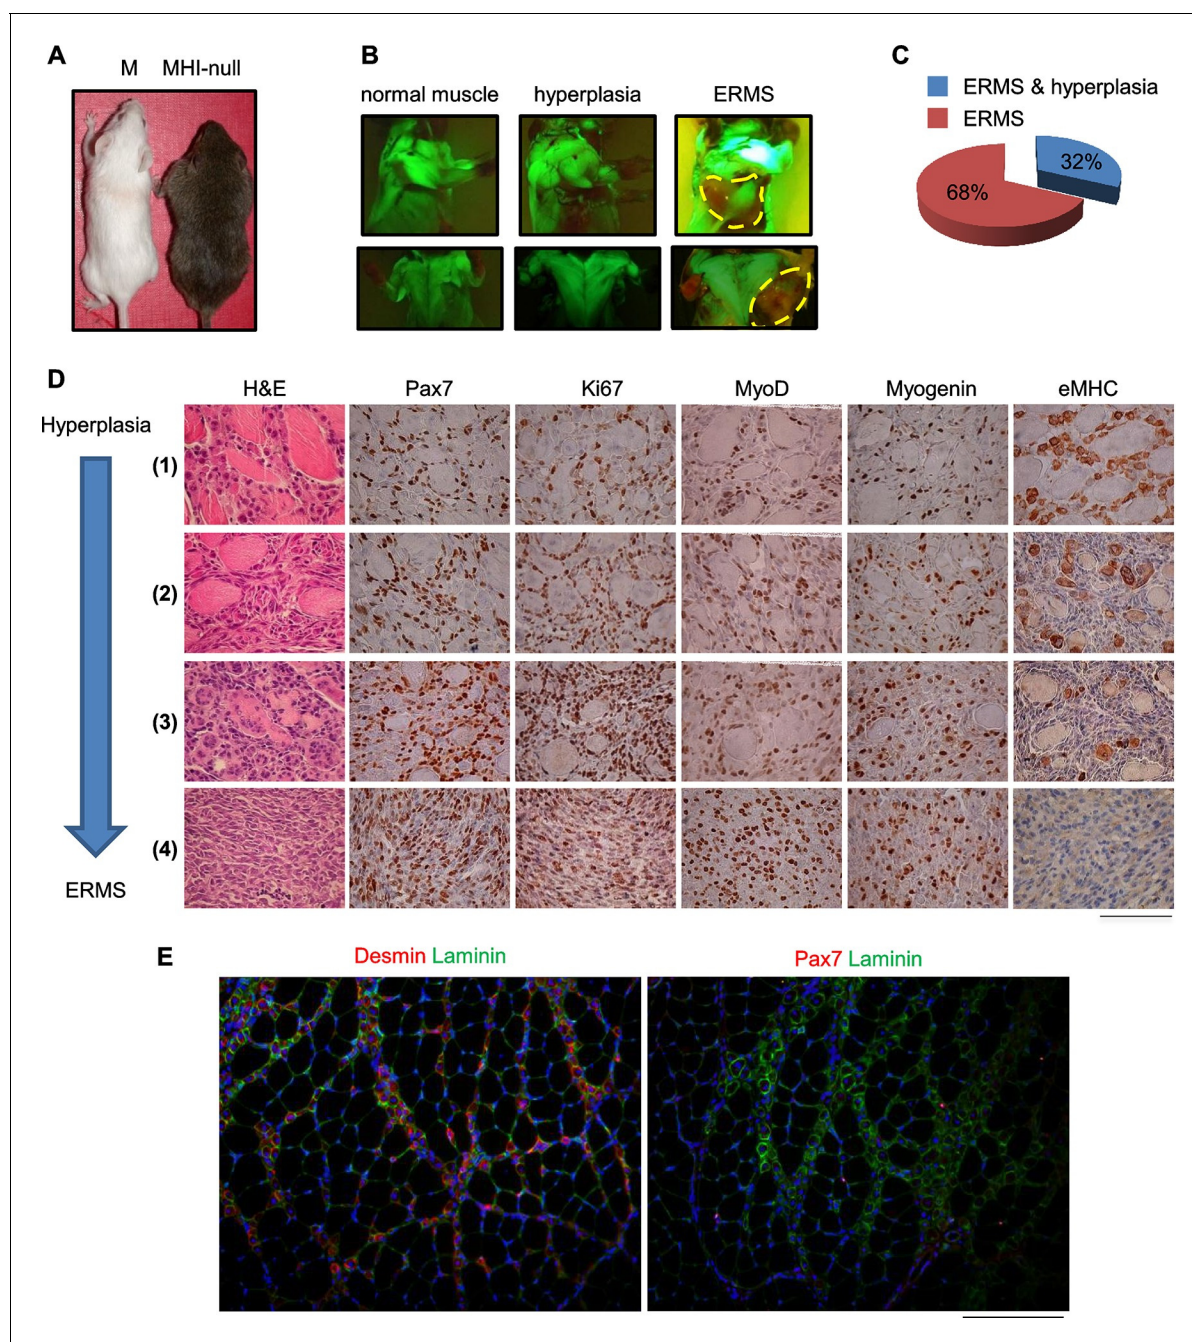 A
M MHI-null
B
normal muscle hyperplasia ERMS
C
ERMS & hyperplasia
ERMS
32%
68%
D
H&E Pax7 Ki67 MyoD Myogenin eMHC
Hyperplasia
(1)
(2)
(3)
(4)
ERMS
E
Desmin Laminin Pax7 Laminin